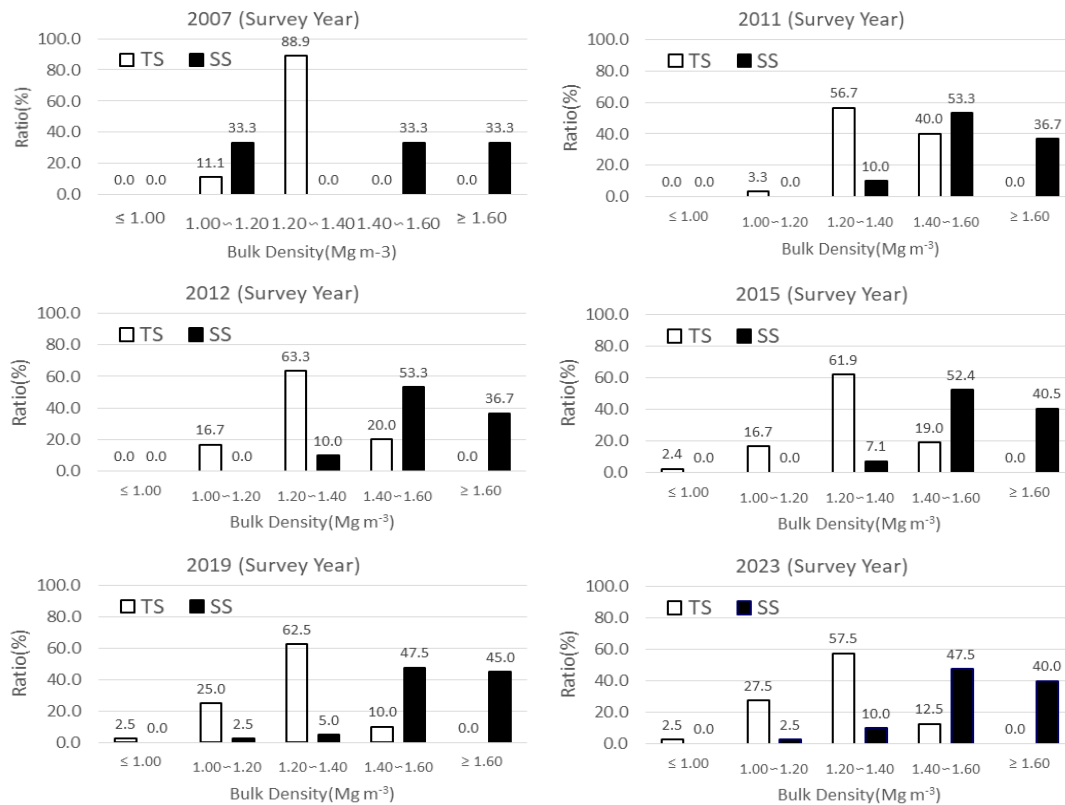 2007 (Survey Year)
100.0
80.0
60.0
40.0
20.0
0.0
Ratio(%)
TS SS
0.0 0.0 11.1 33.3 88.9 0.0 0.0 33.3 0.0 33.3
≤ 1.00 1.00~1.20 1.20~1.40 1.40~1.60 ≥ 1.60
Bulk Density(Mg m-3)
2011 (Survey Year)
100.0
80.0
60.0
40.0
20.0
0.0
Ratio(%)
TS SS
0.0 0.0 3.3 0.0 56.7 10.0 40.0 53.3 0.0 36.7
≤ 1.00 1.00~1.20 1.20~1.40 1.40~1.60 ≥ 1.60
Bulk Density(Mg m⁻³)
2012 (Survey Year)
100.0
80.0
60.0
40.0
20.0
0.0
Ratio(%)
TS SS
0.0 0.0 16.7 0.0 63.3 10.0 20.0 53.3 0.0 36.7
≤ 1.00 1.00~1.20 1.20~1.40 1.40~1.60 ≥ 1.60
Bulk Density(Mg m⁻³)
2015 (Survey Year)
100.0
80.0
60.0
40.0
20.0
0.0
Ratio(%)
TS SS
2.4 0.0 16.7 0.0 61.9 7.1 19.0 52.4 0.0 40.5
≤ 1.00 1.00~1.20 1.20~1.40 1.40~1.60 ≥ 1.60
Bulk Density(Mg m⁻³)
2019 (Survey Year)
100.0
80.0
60.0
40.0
20.0
0.0
Ratio(%)
TS SS
2.5 0.0 25.0 2.5 62.5 5.0 10.0 47.5 0.0 45.0
≤ 1.00 1.00~1.20 1.20~1.40 1.40~1.60 ≥ 1.60
Bulk Density(Mg m⁻³)
2023 (Survey Year)
100.0
80.0
60.0
40.0
20.0
0.0
Ratio(%)
TS SS
2.5 0.0 27.5 2.5 57.5 10.0 12.5 47.5 0.0 40.0
≤ 1.00 1.00~1.20 1.20~1.40 1.40~1.60 ≥ 1.60
Bulk Density(Mg m⁻³)